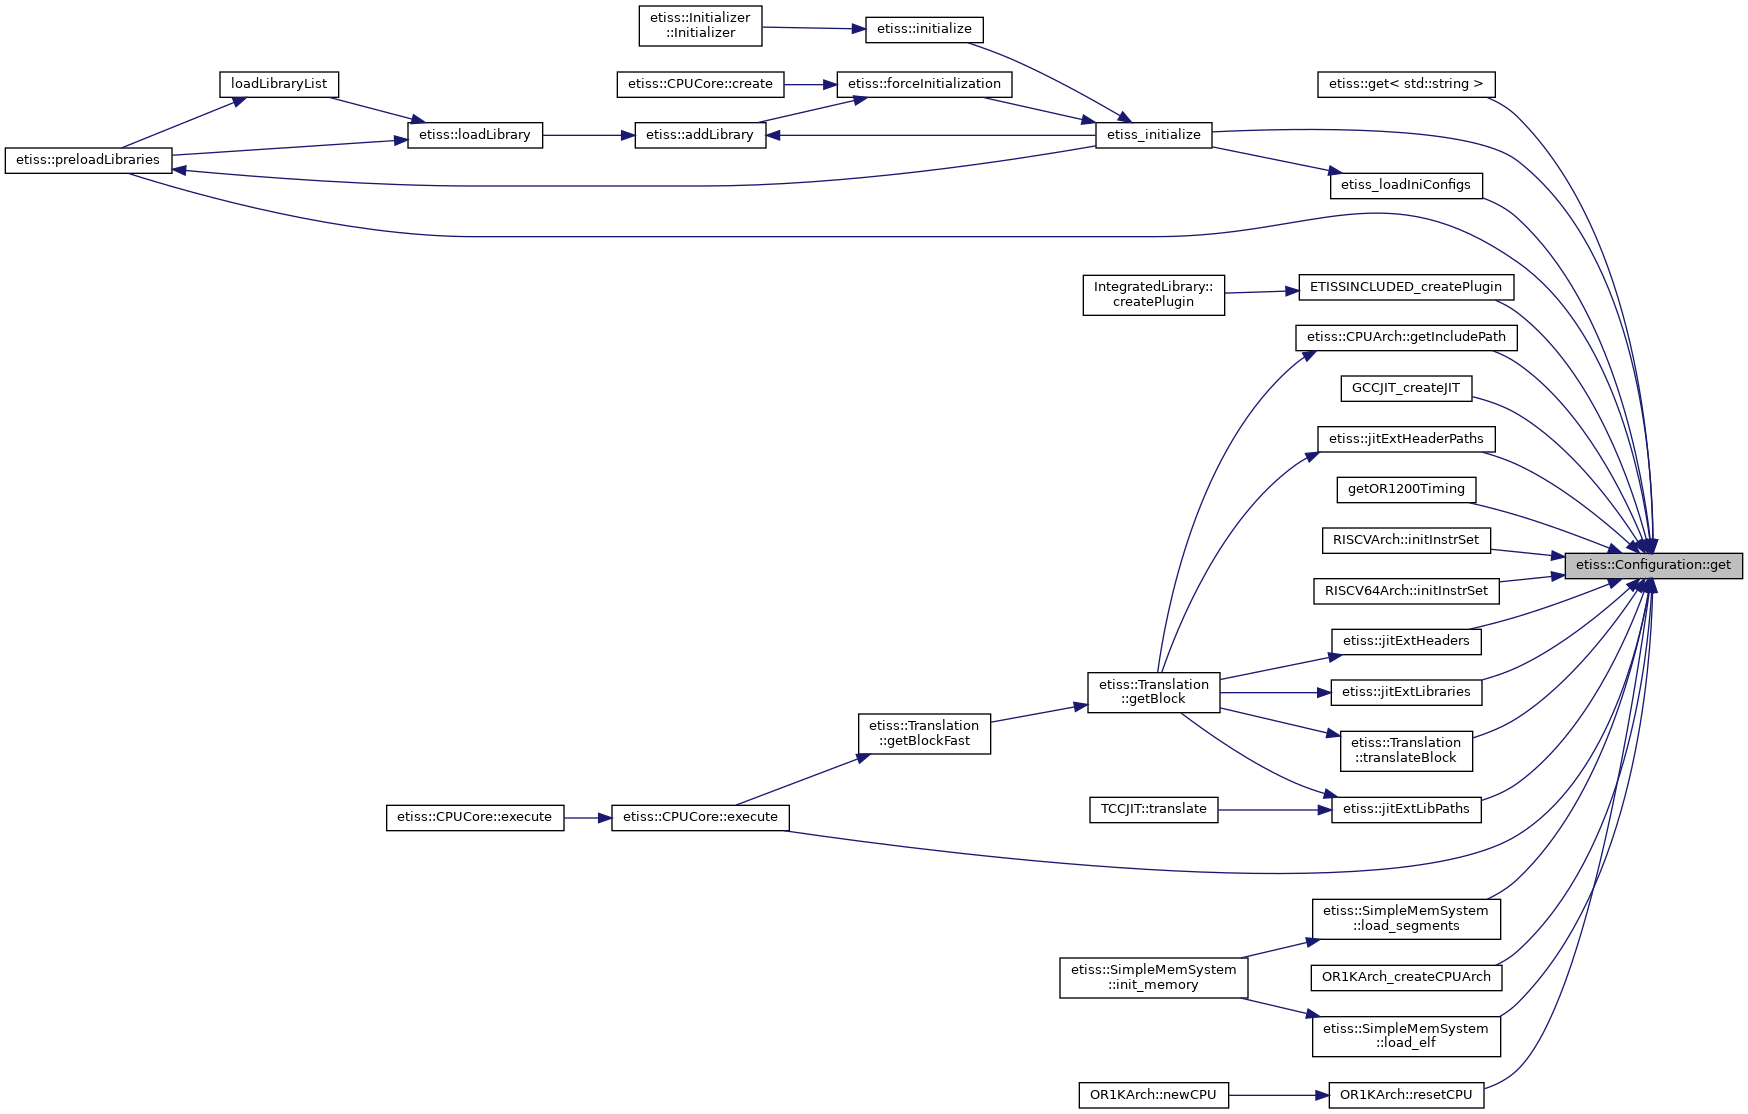 etiss::Initializer
::Initializer
etiss::initialize
loadLibraryList
etiss::CPUCore::create
etiss::forceInitialization
etiss::get< std::string >
etiss::preloadLibraries
etiss::loadLibrary
etiss::addLibrary
etiss_initialize
etiss_loadIniConfigs
IntegratedLibrary::
createPlugin
ETISSINCLUDED_createPlugin
etiss::CPUArch::getIncludePath
GCCJIT_createJIT
etiss::jitExtHeaderPaths
getOR1200Timing
RISCVArch::initInstrSet
etiss::Configuration::get
RISCV64Arch::initInstrSet
etiss::jitExtHeaders
etiss::Translation
::getBlock
etiss::jitExtLibraries
etiss::Translation
::getBlockFast
etiss::Translation
::translateBlock
etiss::CPUCore::execute
etiss::CPUCore::execute
TCCJIT::translate
etiss::jitExtLibPaths
etiss::SimpleMemSystem
::load_segments
etiss::SimpleMemSystem
::init_memory
OR1KArch_createCPUArch
etiss::SimpleMemSystem
::load_elf
OR1KArch::newCPU
OR1KArch::resetCPU